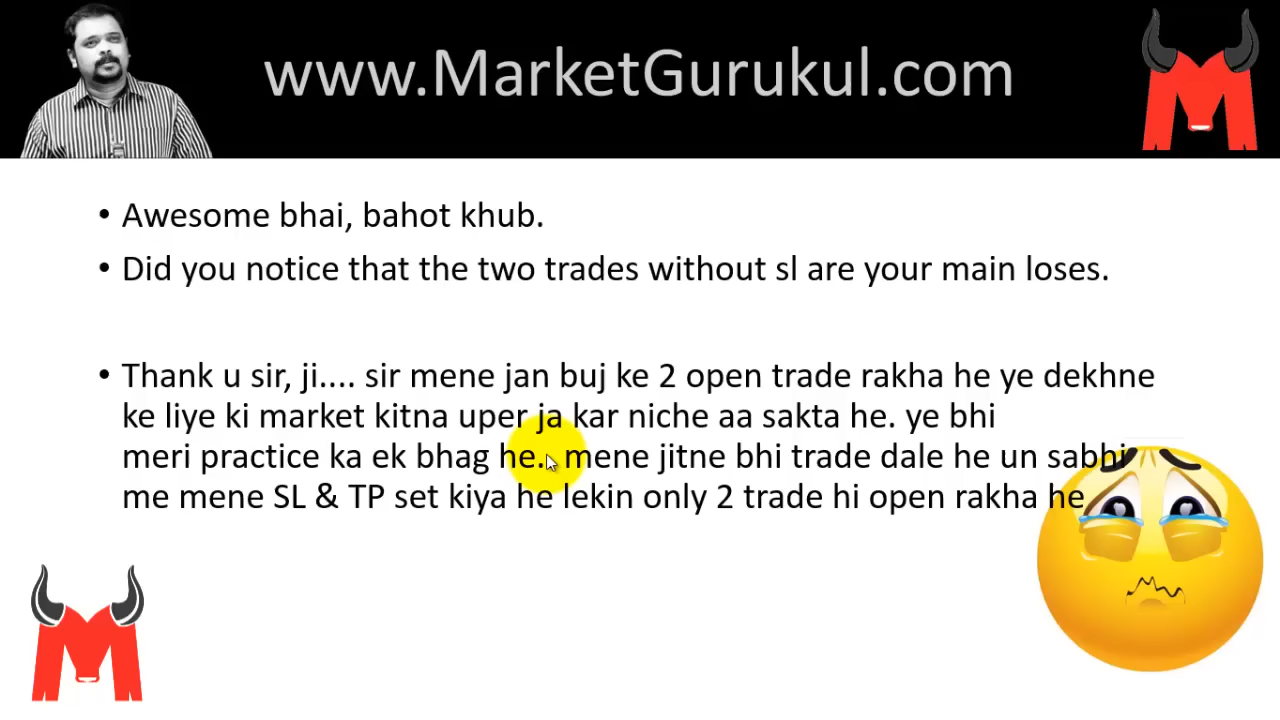 www.MarketGurukul.com
• Awesome bhai, bahot khub.
• Did you notice that the two trades without sl are your main loses.
• Thank u sir, ji.... sir mene jan buj ke 2 open trade rakha he ye dekhne
ke liye ki market kitna uper ja kar niche aa sakta he. ye bhi
meri practice ka ek bhag he.. mene jitne bhi trade dale he un sabhi
me mene SL & TP set kiya he lekin only 2 trade hi open rakha he